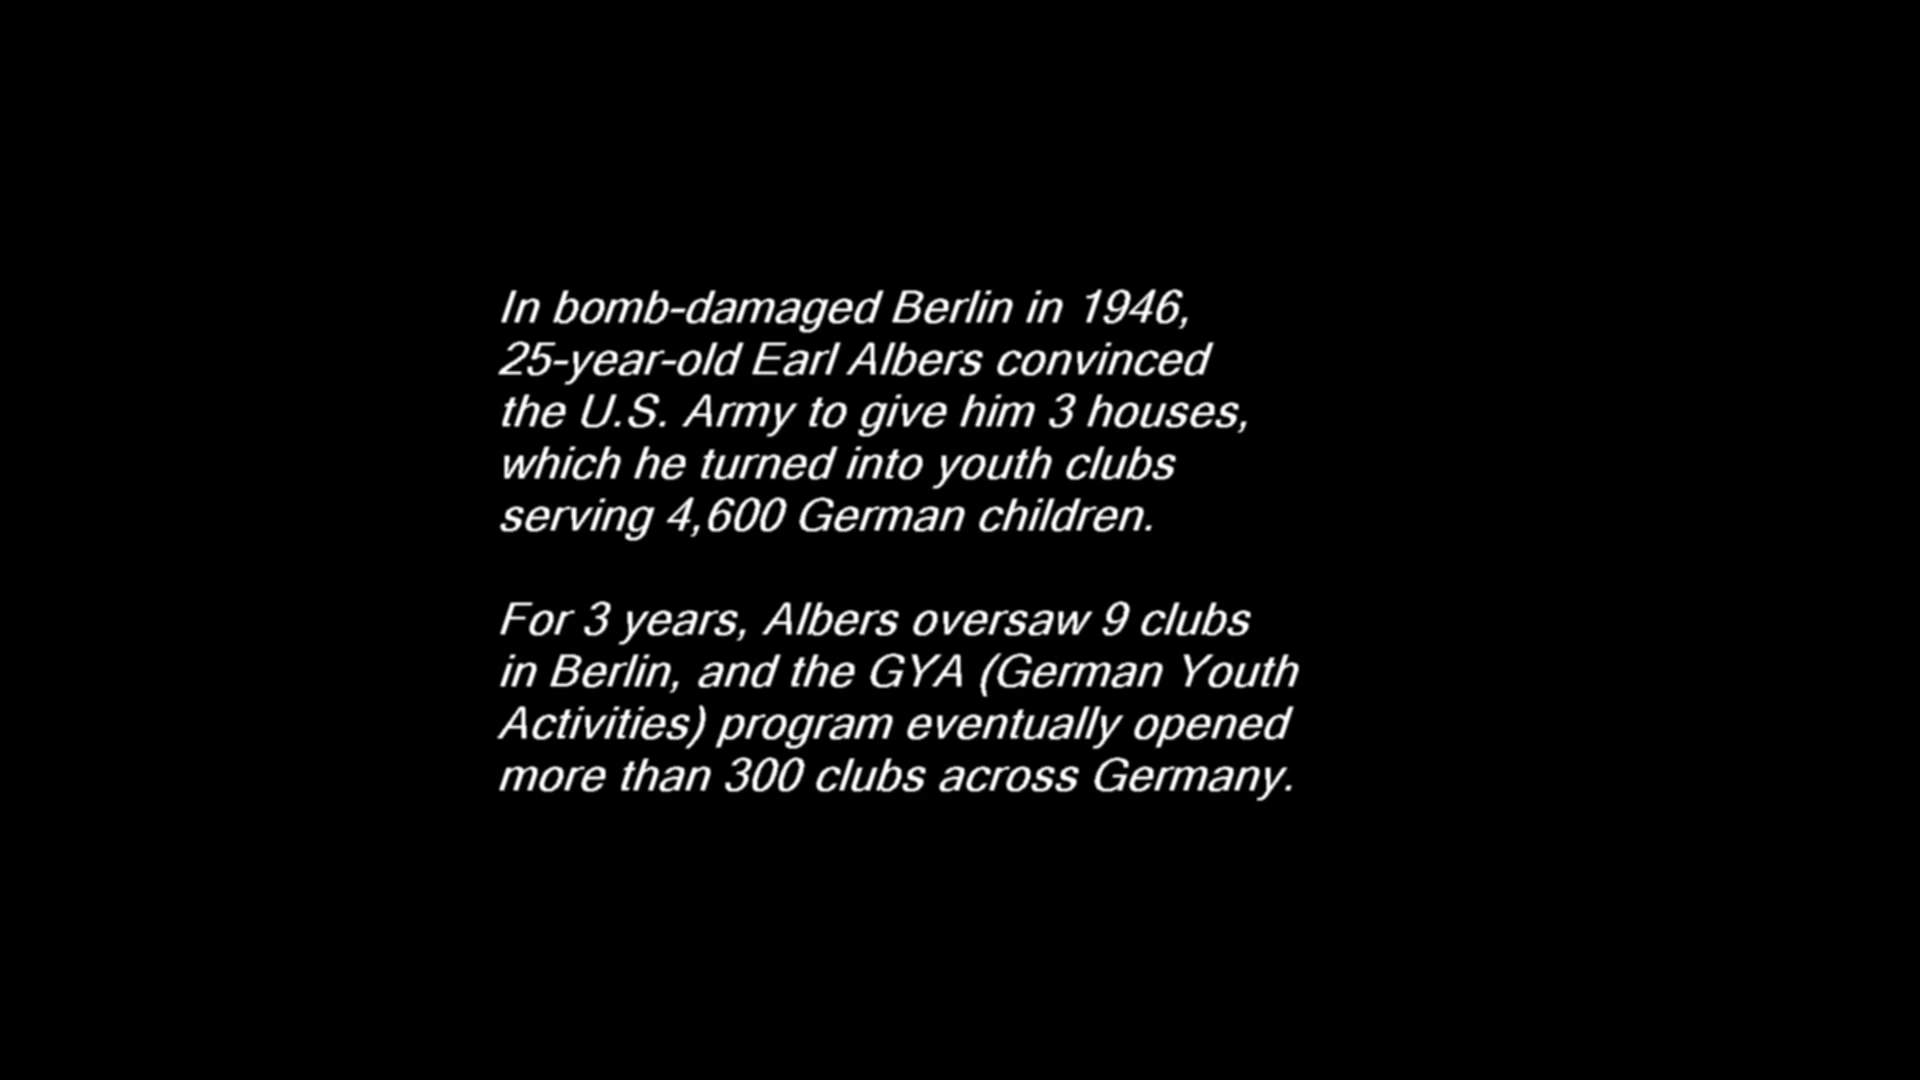 In bomb-damaged Berlin in 1946,
25-year-old Earl Albers convinced
the U.S. Army to give him 3 houses,
which he turned into youth clubs
serving 4,600 German children.
For 3 years, Albers oversaw 9 clubs
in Berlin, and the GYA (German Youth
Activities) program eventually opened
more than 300 clubs across Germany.